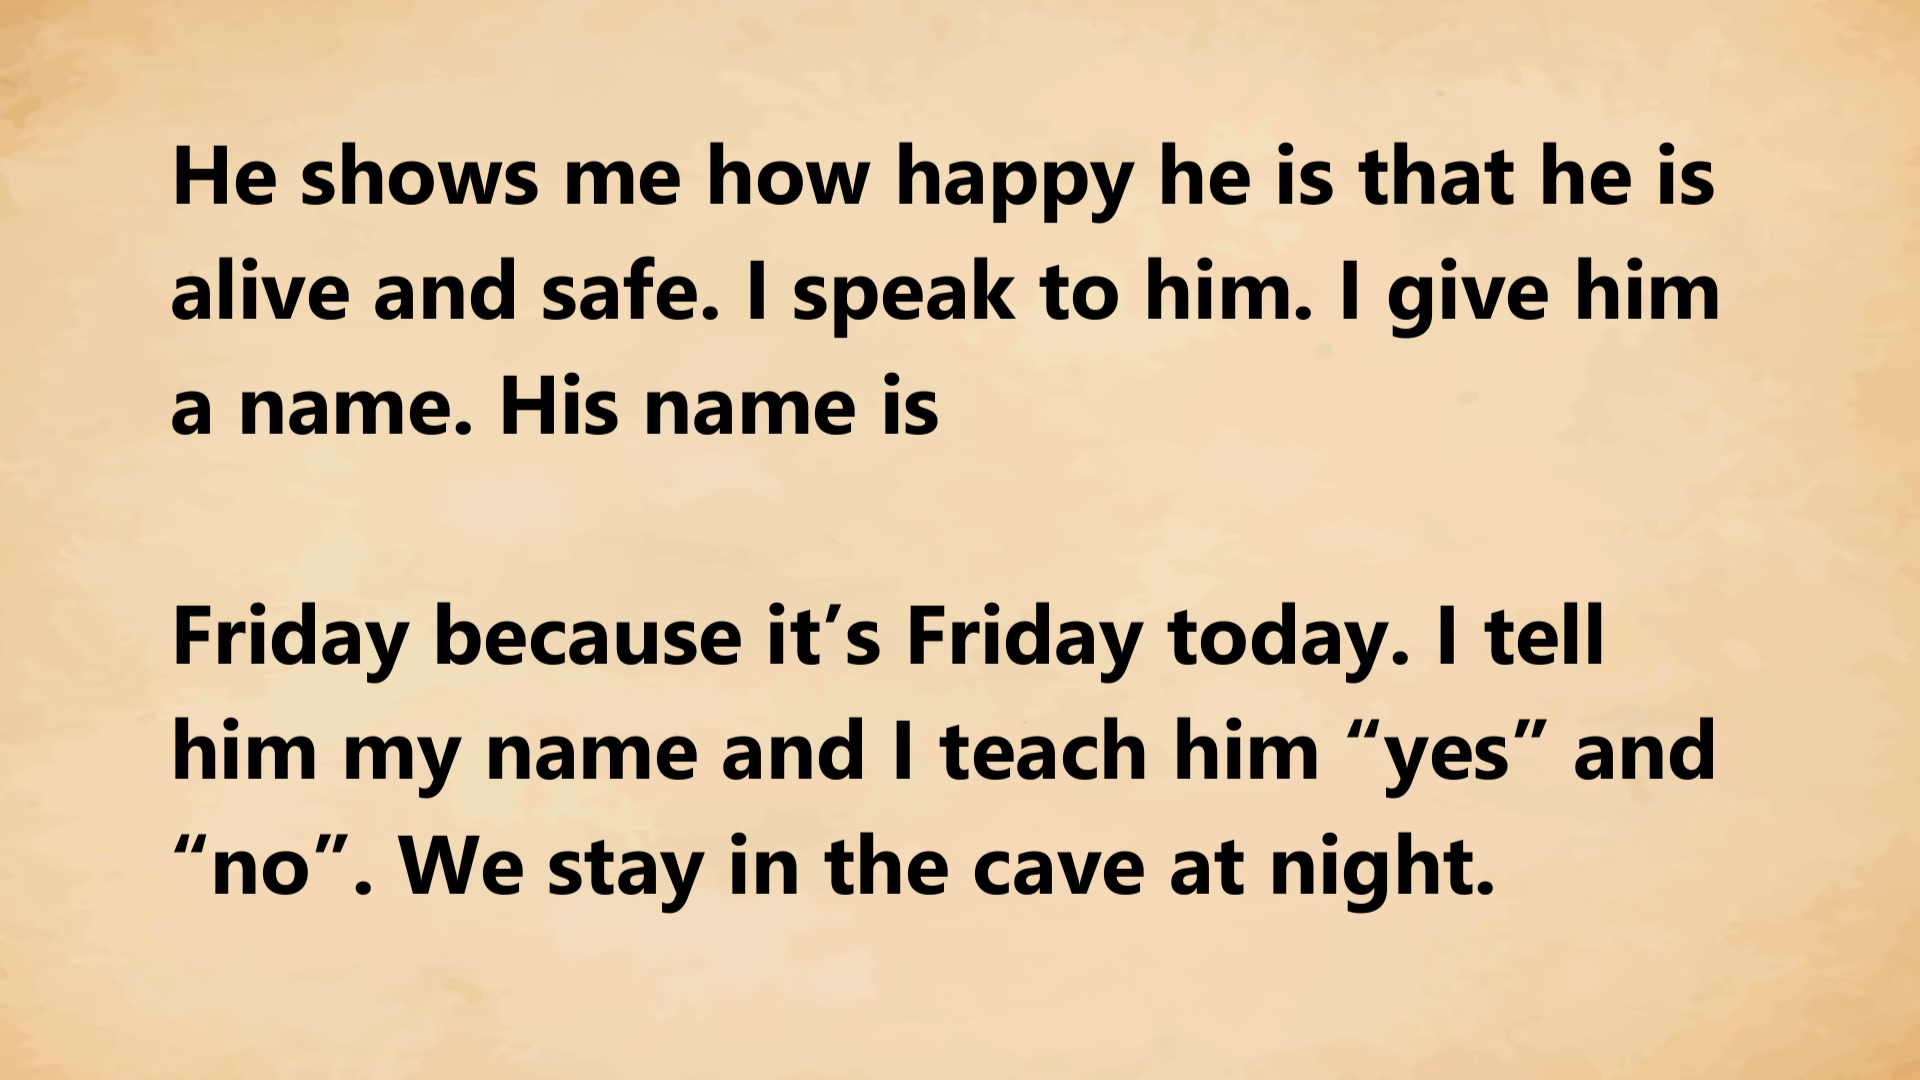 He shows me how happy he is that he is
alive and safe. I speak to him. I give him
a name. His name is
Friday because it’s Friday today. I tell
him my name and I teach him “yes” and
“no”. We stay in the cave at night.